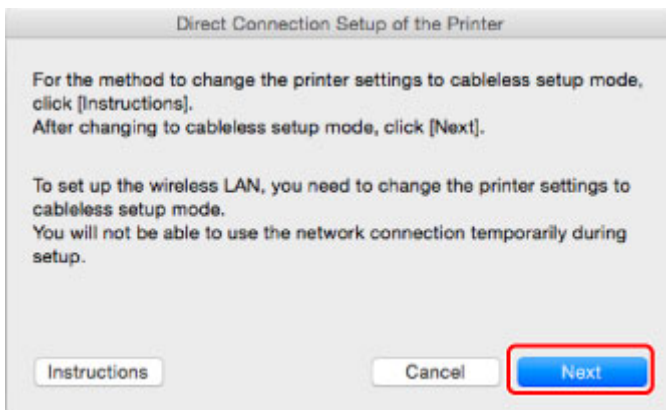 Direct Connection Setup of the Printer
For the method to change the printer settings to cableless setup mode,
click [Instructions].
After changing to cableless setup mode, click [Next].
To set up the wireless LAN, you need to change the printer settings to
cableless setup mode.
You will not be able to use the network connection temporarily during
setup.
Instructions Cancel Next